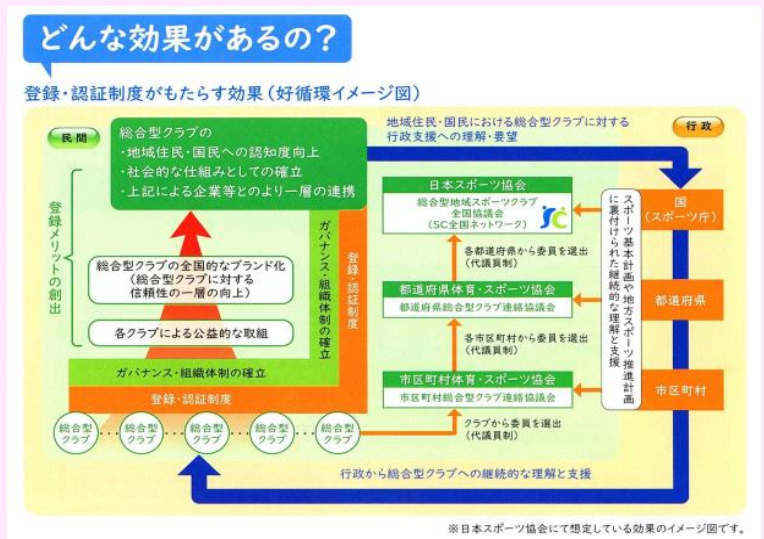 どんな効果があるの？
登録・認証制度がもたらす効果（好循環イメージ図）
民間
総合型クラブの
・地域住民・国民への認知度向上
・社会的な仕組みとしての確立
・上記による企業等とのより一層の連携
地域住民・国民における総合型クラブに対する
行政支援への理解・要望
行政
登録メリットの創出
総合型クラブの全国的なブランド化
（総合型クラブに対する
信頼性の一層の向上）
各クラブによる公益的な取組
ガバナンス・組織体制の確立
登録・認証制度
ガバナンス・組織体制の確立
登録・認証制度
総合型
クラブ
総合型
クラブ
総合型
クラブ
総合型
クラブ
総合型
クラブ
日本スポーツ協会
総合型地域スポーツクラブ
全国協議会
（SC全国ネットワーク）
各都道府県から委員を選出
（代議員制）
都道府県体育・スポーツ協会
都道府県総合型クラブ連絡協議会
各市区町村から委員を選出
（代議員制）
市区町村体育・スポーツ協会
市区町村総合型クラブ連絡協議会
クラブから委員を選出
（代議員制）
スポーツ基本計画や地方スポーツ推進計画
に裏付けられた継続的な理解と支援
国
（スポーツ庁）
都道府県
市区町村
行政から総合型クラブへの継続的な理解と支援
※日本スポーツ協会にて想定している効果のイメージ図です。